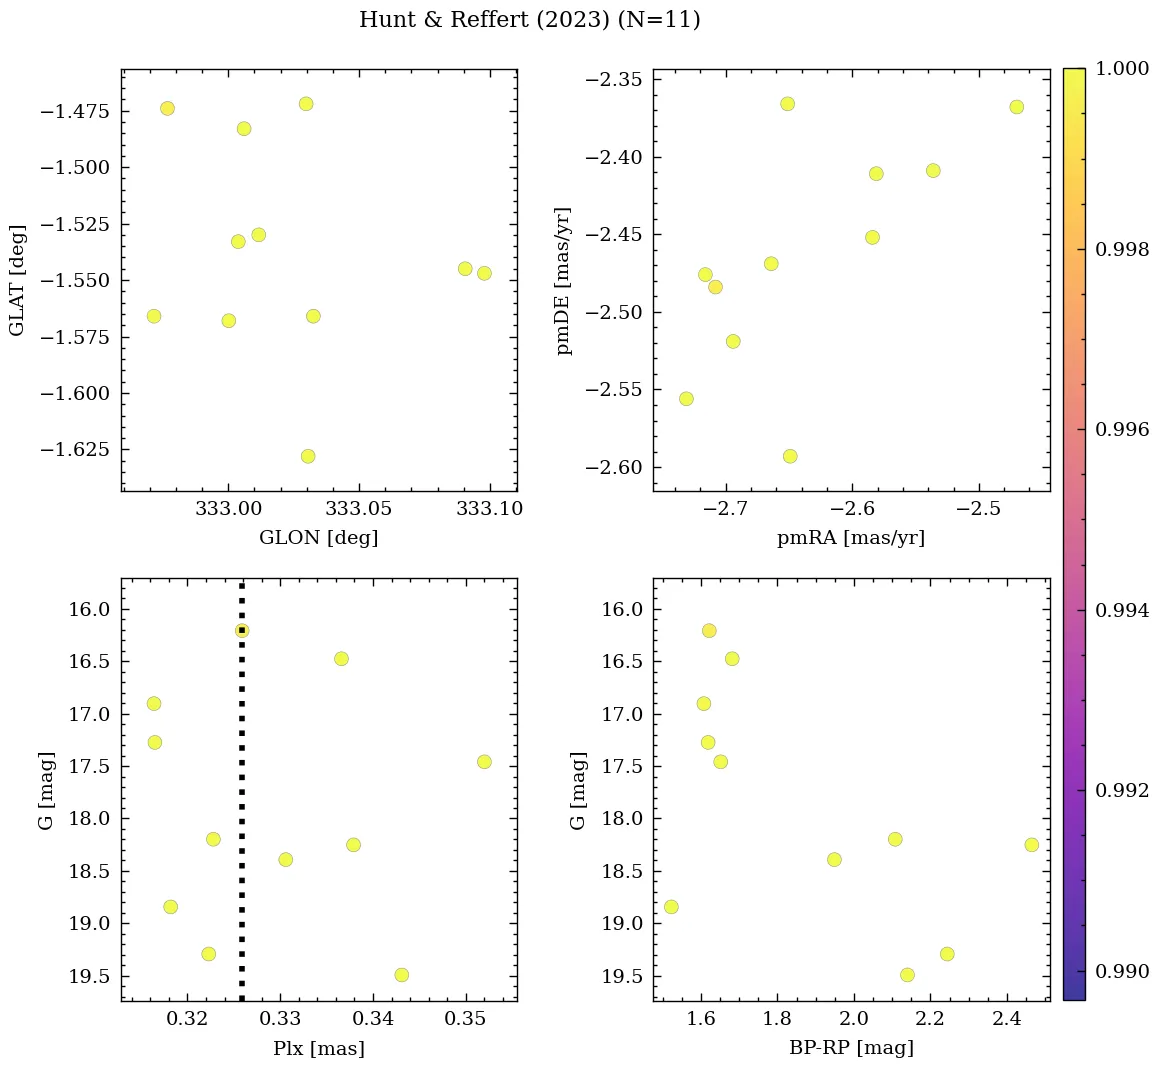 Hunt & Reffert (2023) (N=11)
−1.475
−1.500
−1.525
−1.550
−1.575
−1.600
−1.625
GLAT [deg]
333.00 333.05 333.10
GLON [deg]
−2.35
−2.40
−2.45
−2.50
−2.55
−2.60
pmDE [mas/yr]
−2.7 −2.6 −2.5
pmRA [mas/yr]
1.000
0.998
0.996
0.994
0.992
0.990
16.0
16.5
17.0
17.5
18.0
18.5
19.0
19.5
G [mag]
0.32 0.33 0.34 0.35
Plx [mas]
16.0
16.5
17.0
17.5
18.0
18.5
19.0
19.5
G [mag]
1.6 1.8 2.0 2.2 2.4
BP-RP [mag]